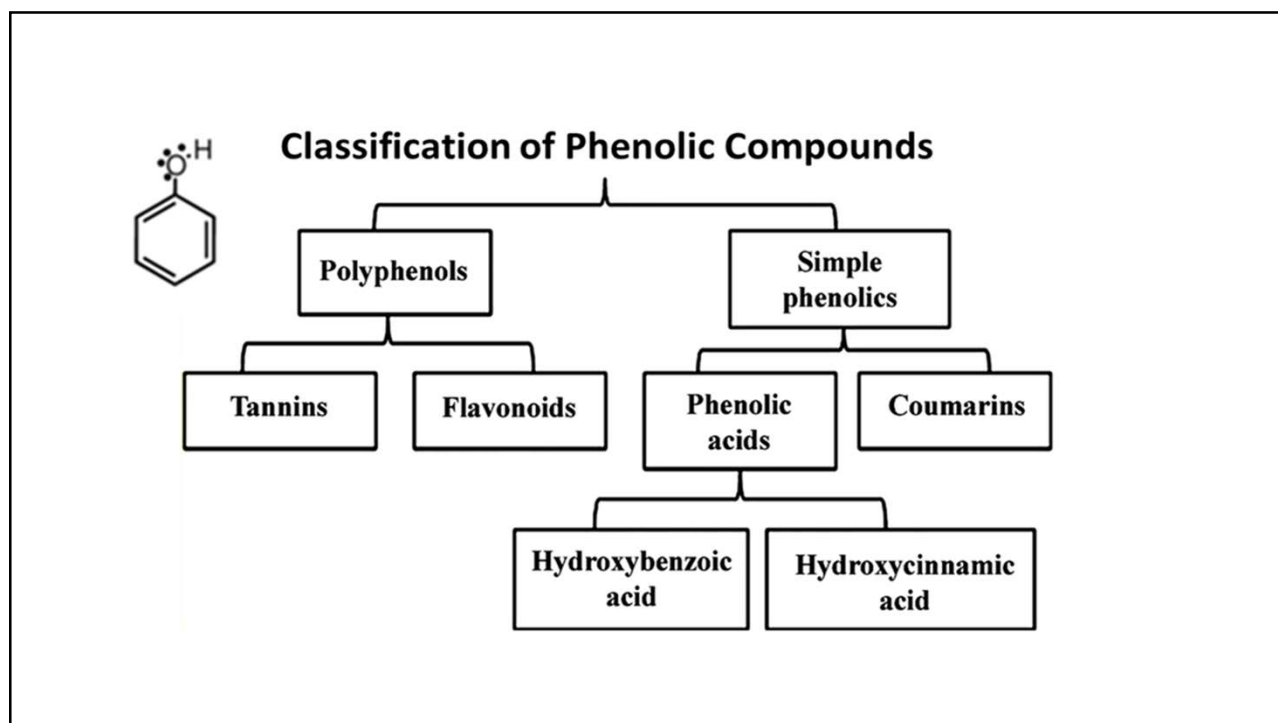 H
O
Classification of Phenolic Compounds
Polyphenols
Simple
phenolics
Tannins
Flavonoids
Phenolic
acids
Coumarins
Hydroxybenzoic
acid
Hydroxycinnamic
acid